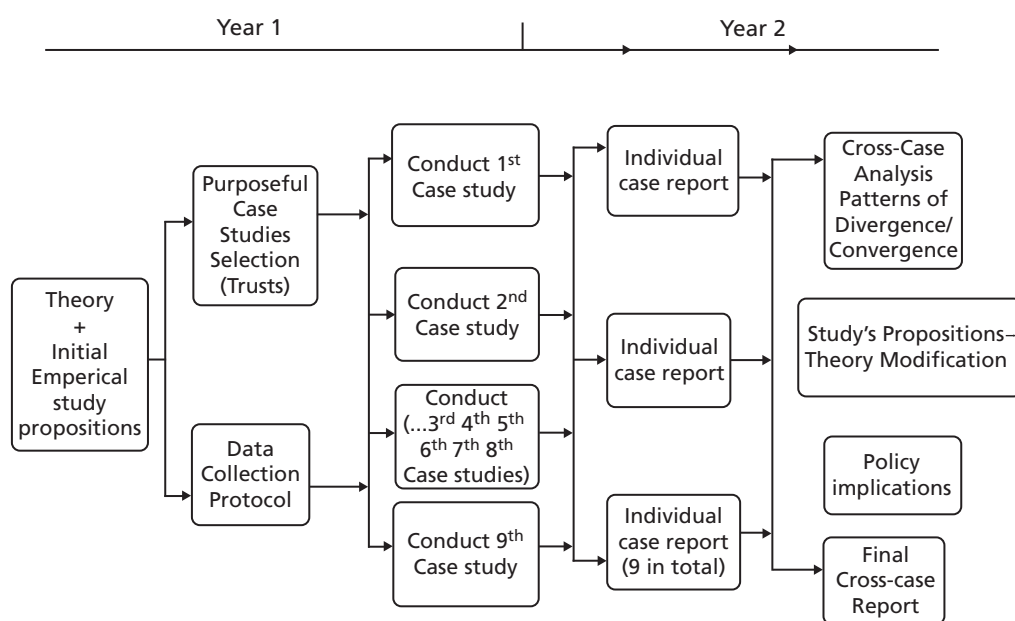 Year 1
Year 2
Theory
+
Initial
Emperical
study
propositions
Purposeful
Case
Studies
Selection
(Trusts)
Data
Collection
Protocol
Conduct 1st
Case study
Conduct 2nd
Case study
Conduct
(...3rd 4th 5th
6th 7th 8th
Case studies)
Conduct 9th
Case study
Individual
case report
Individual
case report
Individual
case report
(9 in total)
Cross-Case
Analysis
Patterns of
Divergence/
Convergence
Study's Propositions–
Theory Modification
Policy
implications
Final
Cross-case
Report